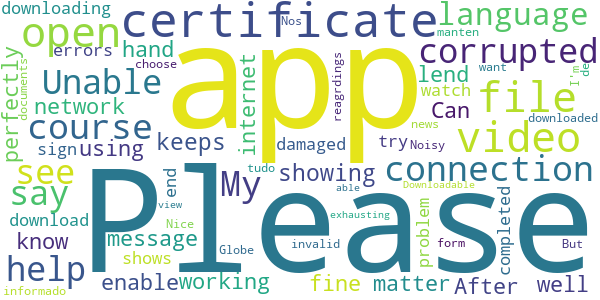 downloading certificate Nos manten language
open errors hand choose app corrupted
Unable internet reagrdings lend watch Can file I'm de
perfectly documents network course keeps damaged try Noisy news want video downloaded
see sign using showing connection
say end My tudo able Downloadable
download Please exhausting
know message view Nice Globe invalid problem form completed But
help shows enable working fine matter After well
informado